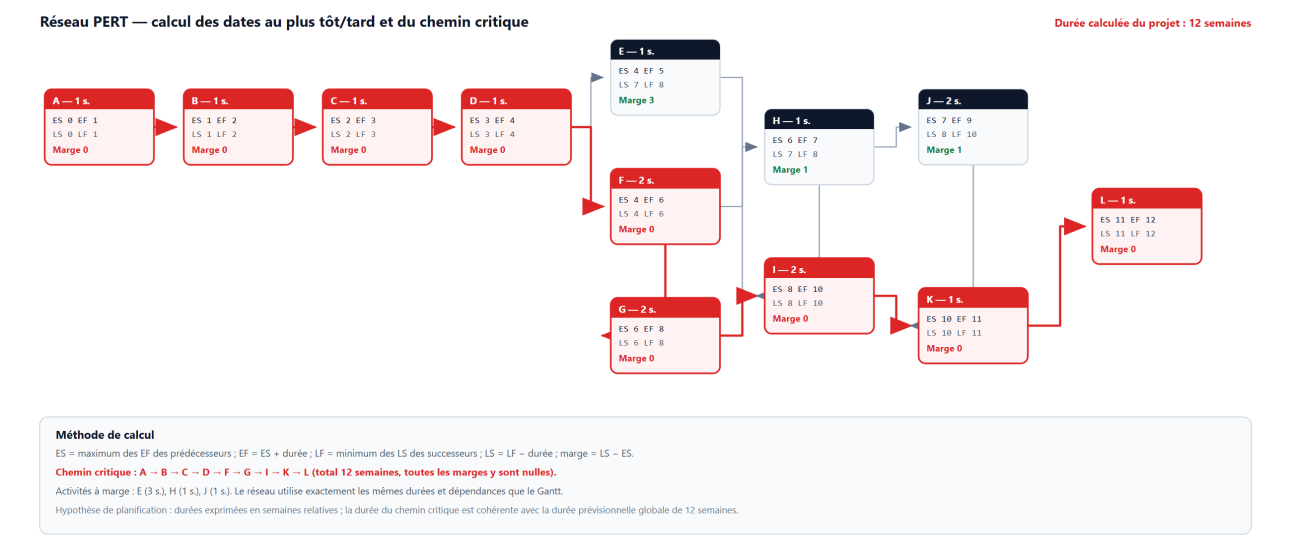 Réseau PERT — calcul des dates au plus tôt/tard et du chemin critique
Durée calculée du projet : 12 semaines
A — 1 s.
ES 0 EF 1
LS 0 LF 1
Marge 0
B — 1 s.
ES 1 EF 2
LS 1 LF 2
Marge 0
C — 1 s.
ES 2 EF 3
LS 2 LF 3
Marge 0
D — 1 s.
ES 3 EF 4
LS 3 LF 4
Marge 0
E — 1 s.
ES 4 EF 5
LS 7 LF 8
Marge 3
F — 2 s.
ES 4 EF 6
LS 4 LF 6
Marge 0
G — 2 s.
ES 6 EF 8
LS 6 LF 8
Marge 0
H — 1 s.
ES 6 EF 7
LS 7 LF 8
Marge 1
I — 2 s.
ES 8 EF 10
LS 8 LF 10
Marge 0
J — 2 s.
ES 7 EF 9
LS 8 LF 10
Marge 1
K — 1 s.
ES 10 EF 11
LS 10 LF 11
Marge 0
L — 1 s.
ES 11 EF 12
LS 11 LF 12
Marge 0
Méthode de calcul
ES = maximum des EF des prédécesseurs ; EF = ES + durée ; LF = minimum des LS des successeurs ; LS = LF − durée ; marge = LS − ES.
Chemin critique : A → B → C → D → F → G → I → K → L (total 12 semaines, toutes les marges y sont nulles).
Activités à marge : E (3 s.), H (1 s.), J (1 s.). Le réseau utilise exactement les mêmes durées et dépendances que le Gantt.
Hypothèse de planification : durées exprimées en semaines relatives ; la durée du chemin critique est cohérente avec la durée prévisionnelle globale de 12 semaines.